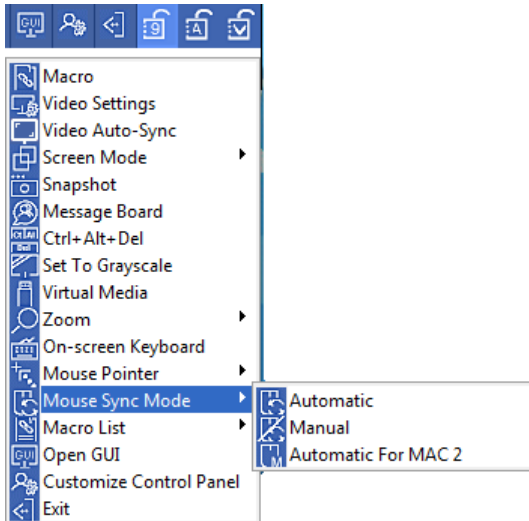 GUI
9
A
Macro
Video Settings
Video Auto-Sync
Screen Mode
Snapshot
Message Board
Ctrl+Alt+Del
Set To Grayscale
Virtual Media
Zoom
On-screen Keyboard
Mouse Pointer
Mouse Sync Mode
Automatic
Macro List
Manual
GUI Open GUI
M Automatic For MAC 2
Customize Control Panel
Exit